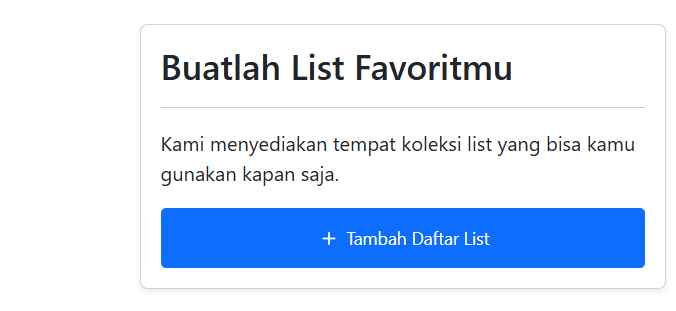 Buatlah List Favoritmu
Kami menyediakan tempat koleksi list yang bisa kamu
gunakan kapan saja.
+ Tambah Daftar List